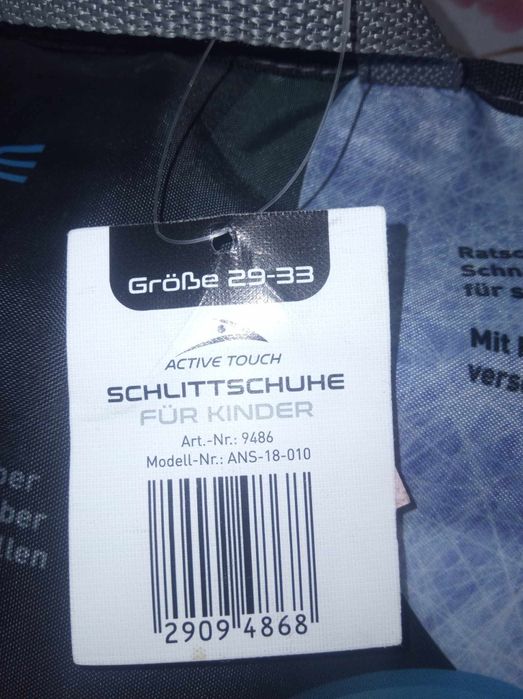 Größe 29-33
ACTIVE TOUCH
SCHLITTSCHUHE
FÜR KINDER
Art.-Nr.: 9486
Modell-Nr.: ANS-18-010
2909 4868
für
Mit